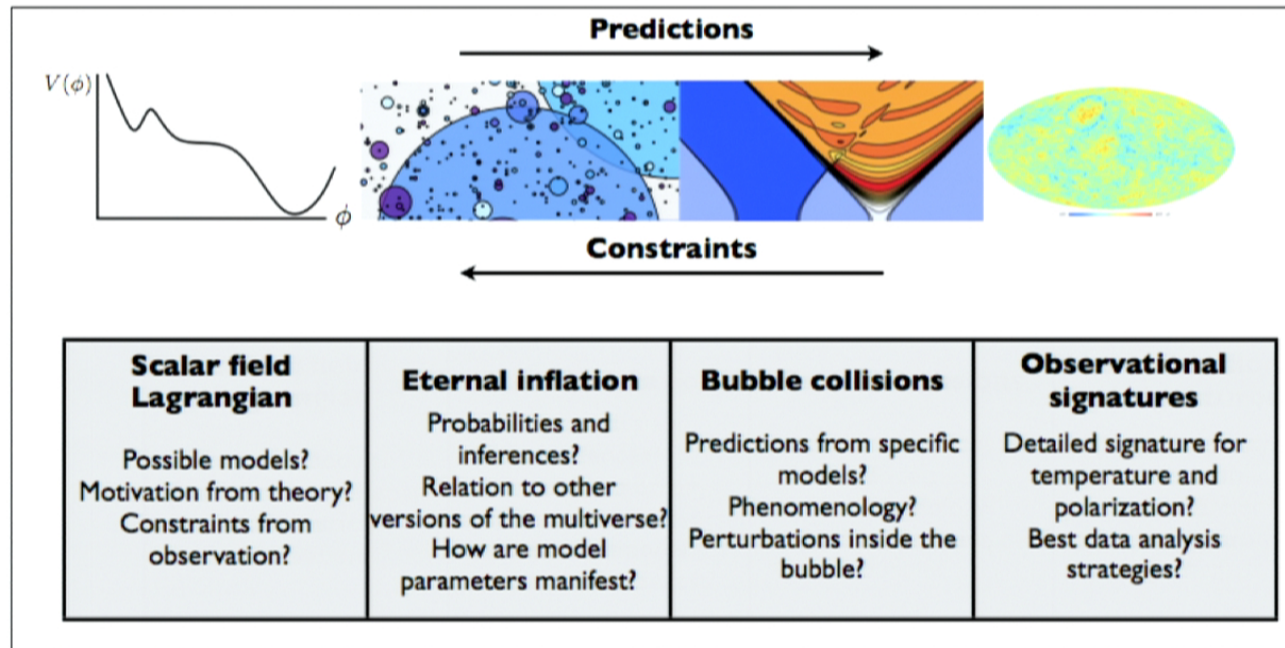 Predictions
V(ϕ)
ϕ
Constraints
Scalar field
Lagrangian
Possible models?
Motivation from theory?
Constraints from
observation?
Eternal inflation
Probabilities and
inferences?
Relation to other
versions of the multiverse?
How are model
parameters manifest?
Bubble collisions
Predictions from specific
models?
Phenomenology?
Perturbations inside the
bubble?
Observational
signatures
Detailed signature for
temperature and
polarization?
Best data analysis
strategies?